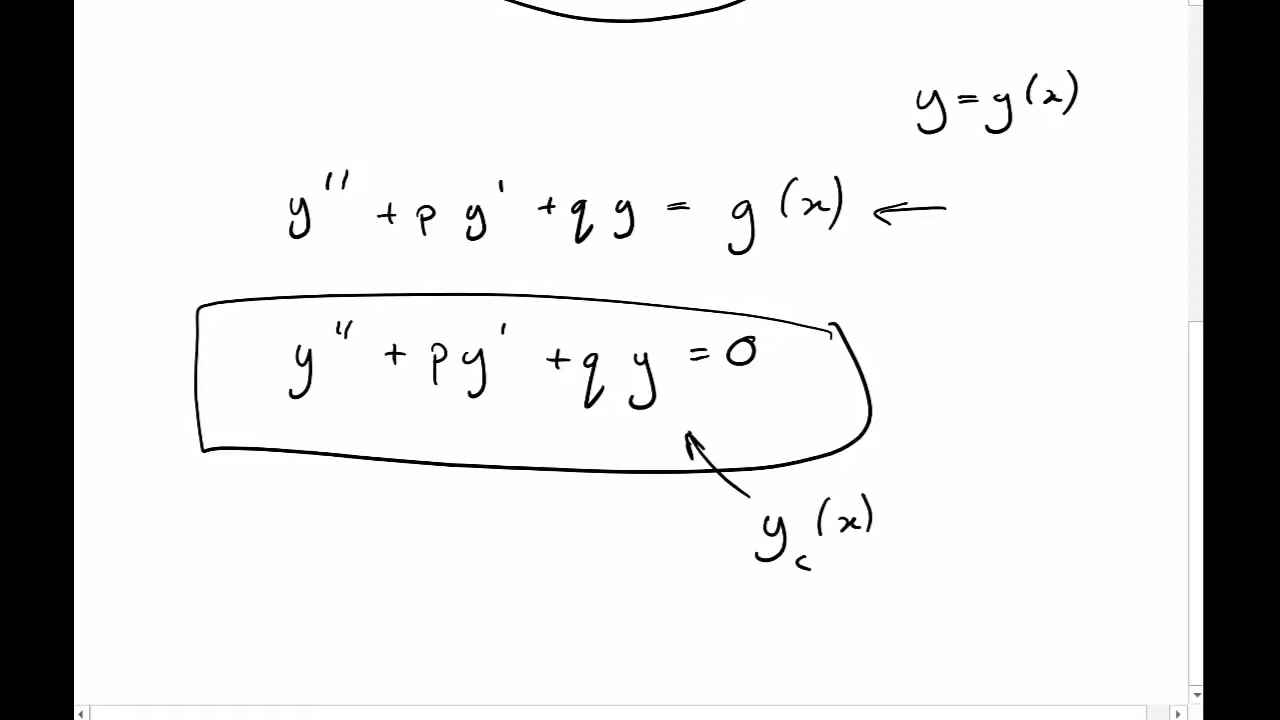 y = y(x)
y'' + p y' + q y = g(x) ←
y'' + p y' + q y = 0
y_c(x)